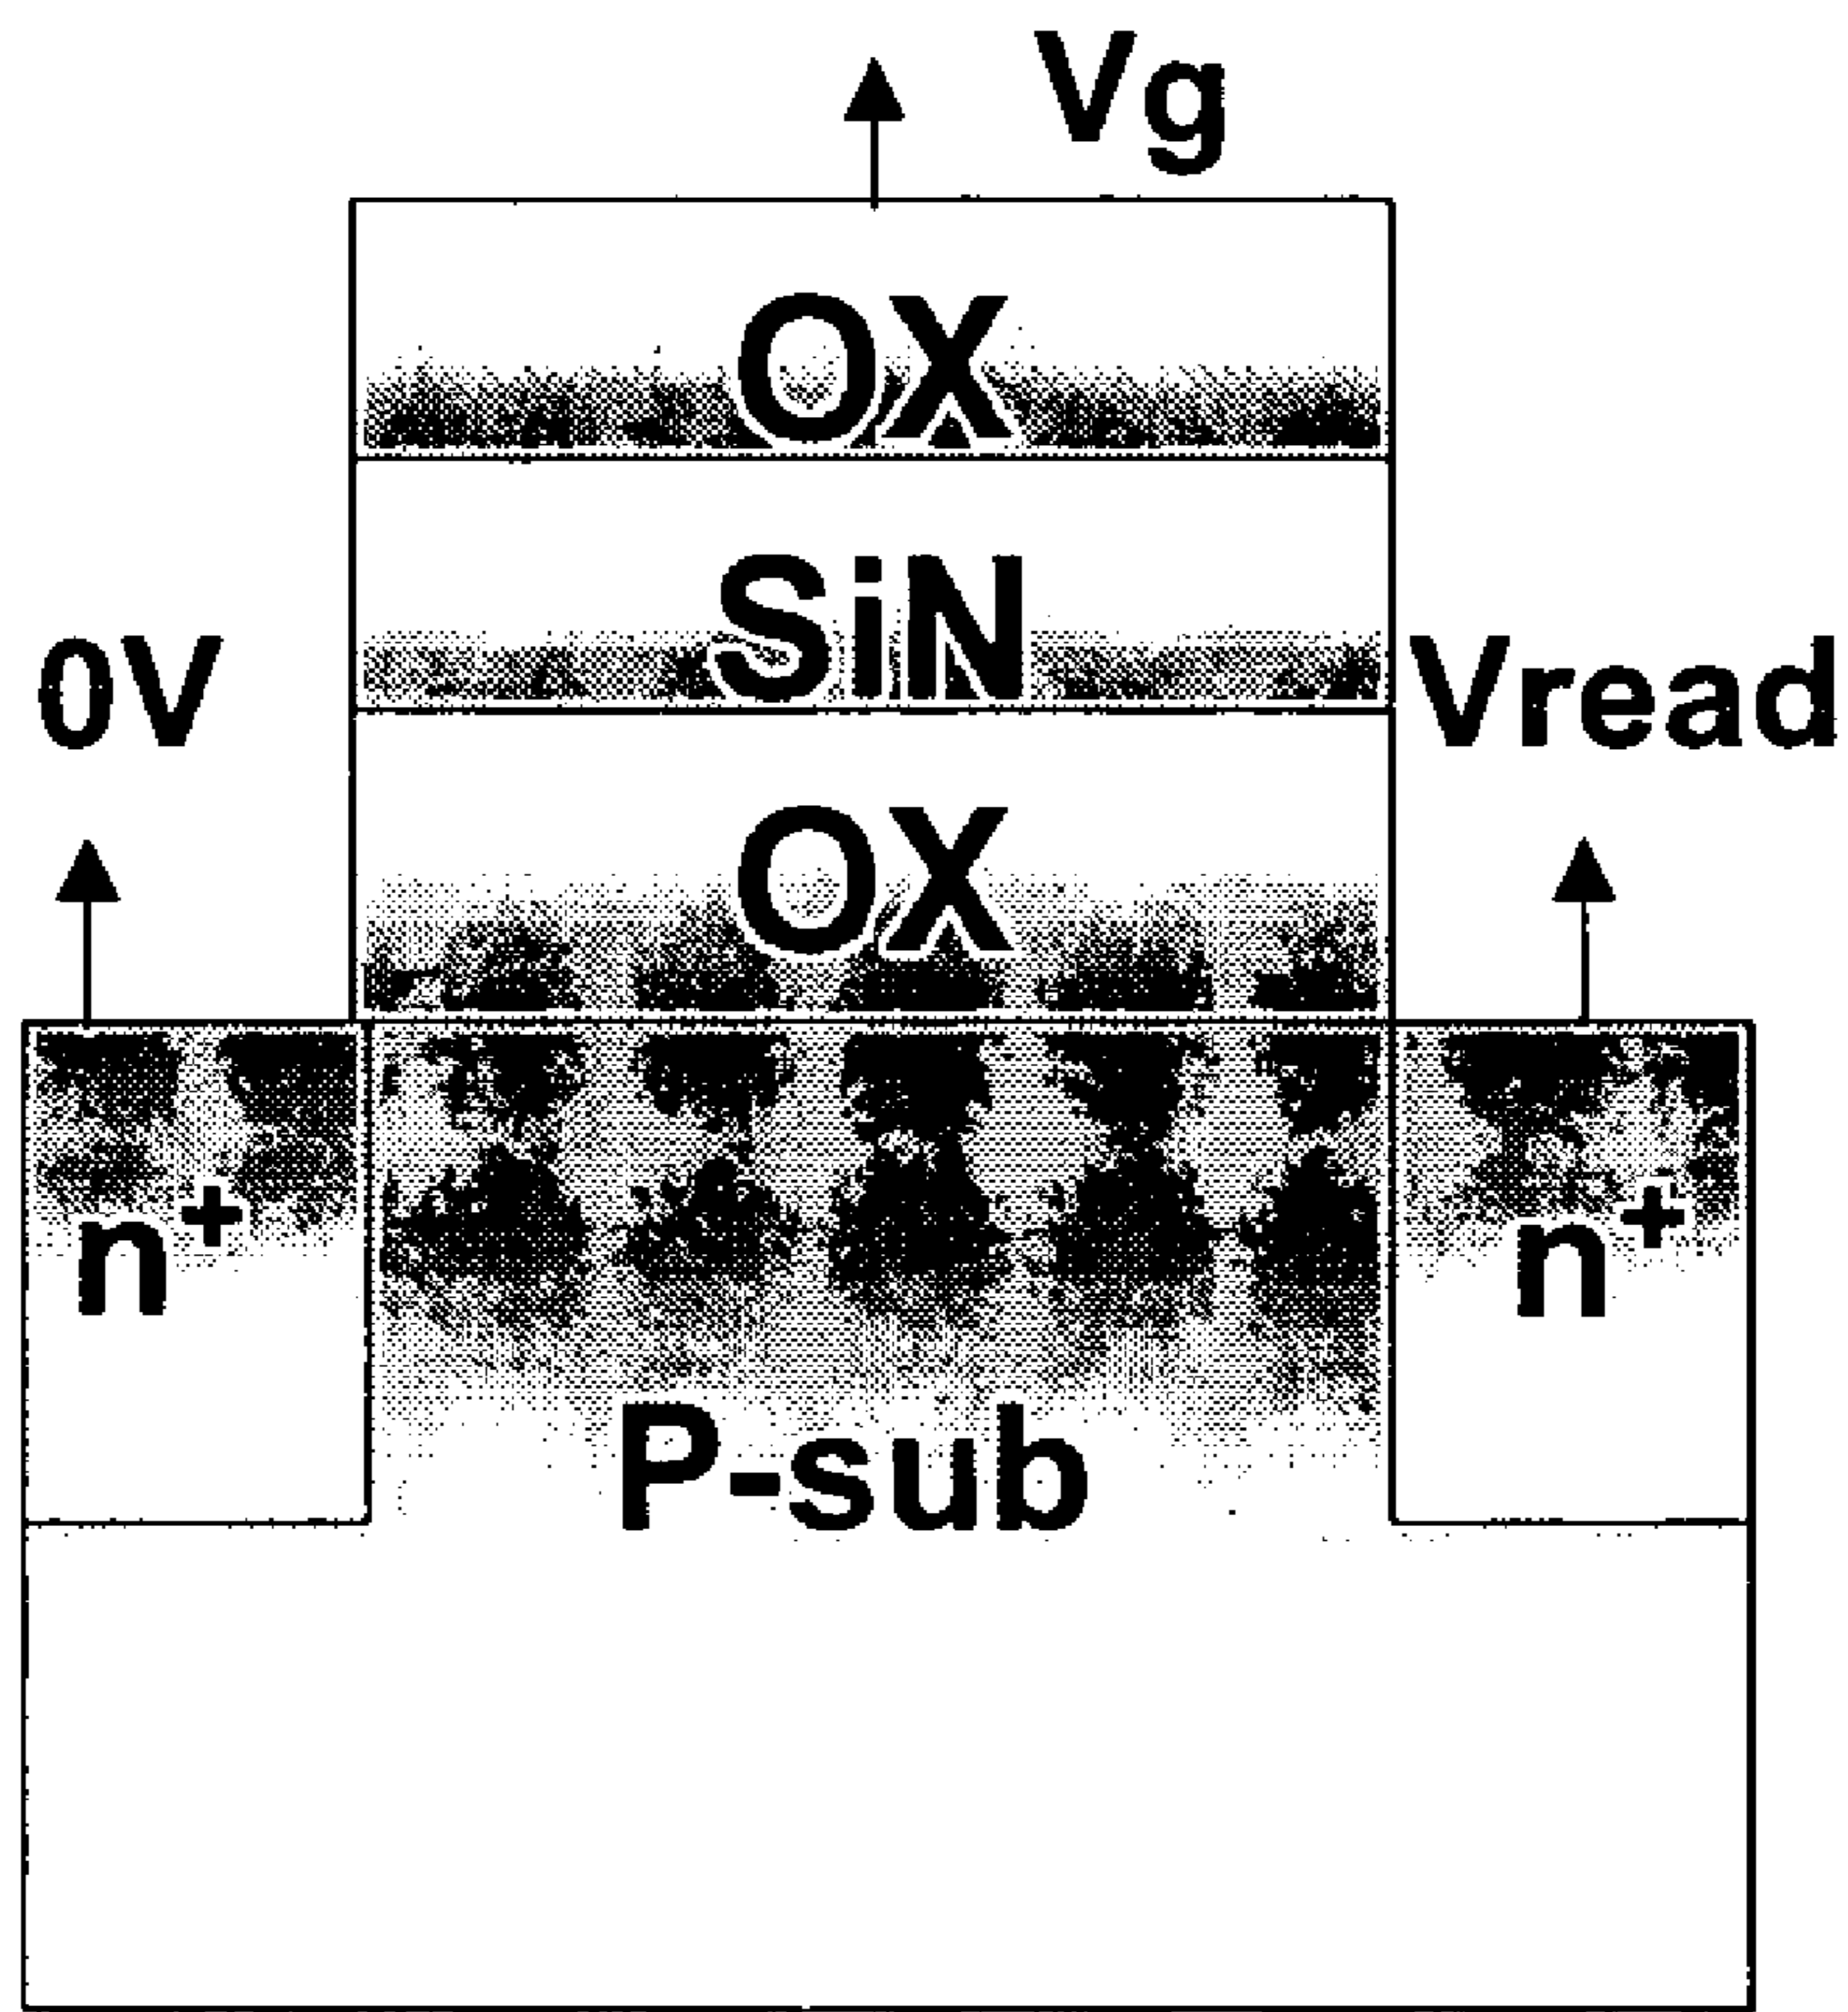 Vg
OX
SiN
0V
Vread
OX
n+
n+
P-sub